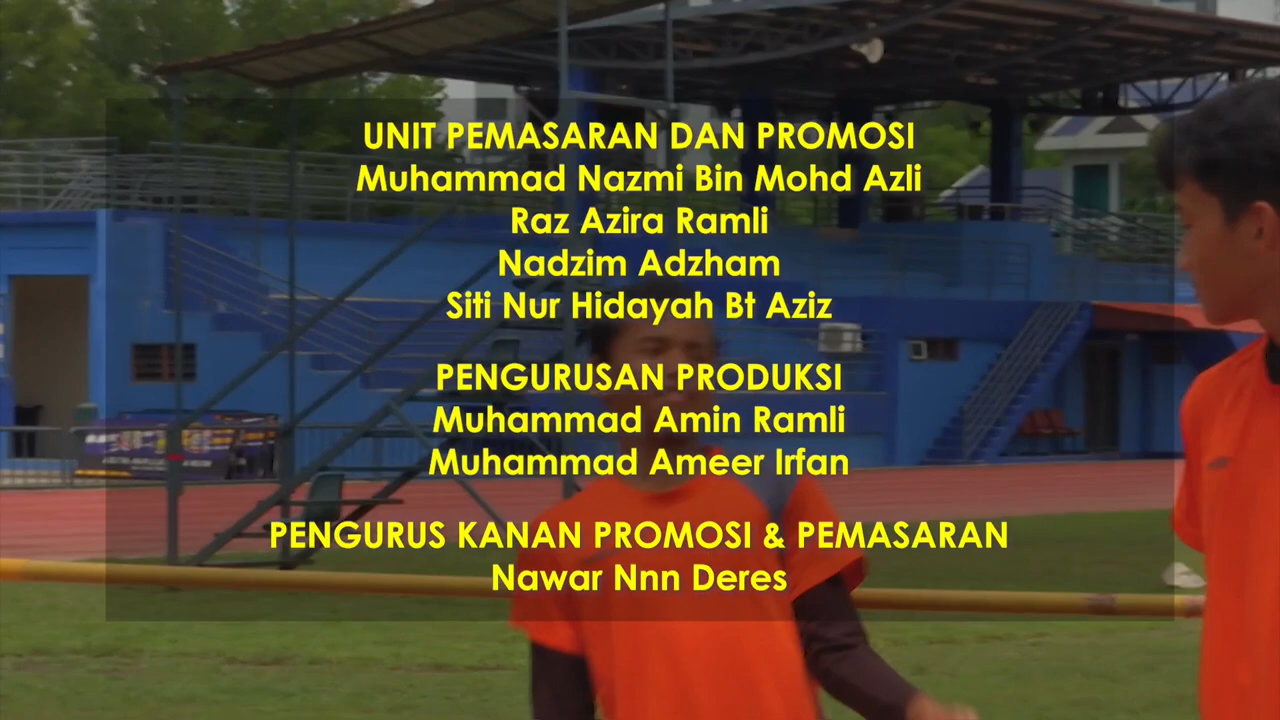 UNIT PEMASARAN DAN PROMOSI
Muhammad Nazmi Bin Mohd Azli
Raz Azira Ramli
Nadzim Adzham
Siti Nur Hidayah Bt Aziz
PENGURUSAN PRODUKSI
Muhammad Amin Ramli
Muhammad Ameer Irfan
PENGURUS KANAN PROMOSI & PEMASARAN
Nawar Nnn Deres